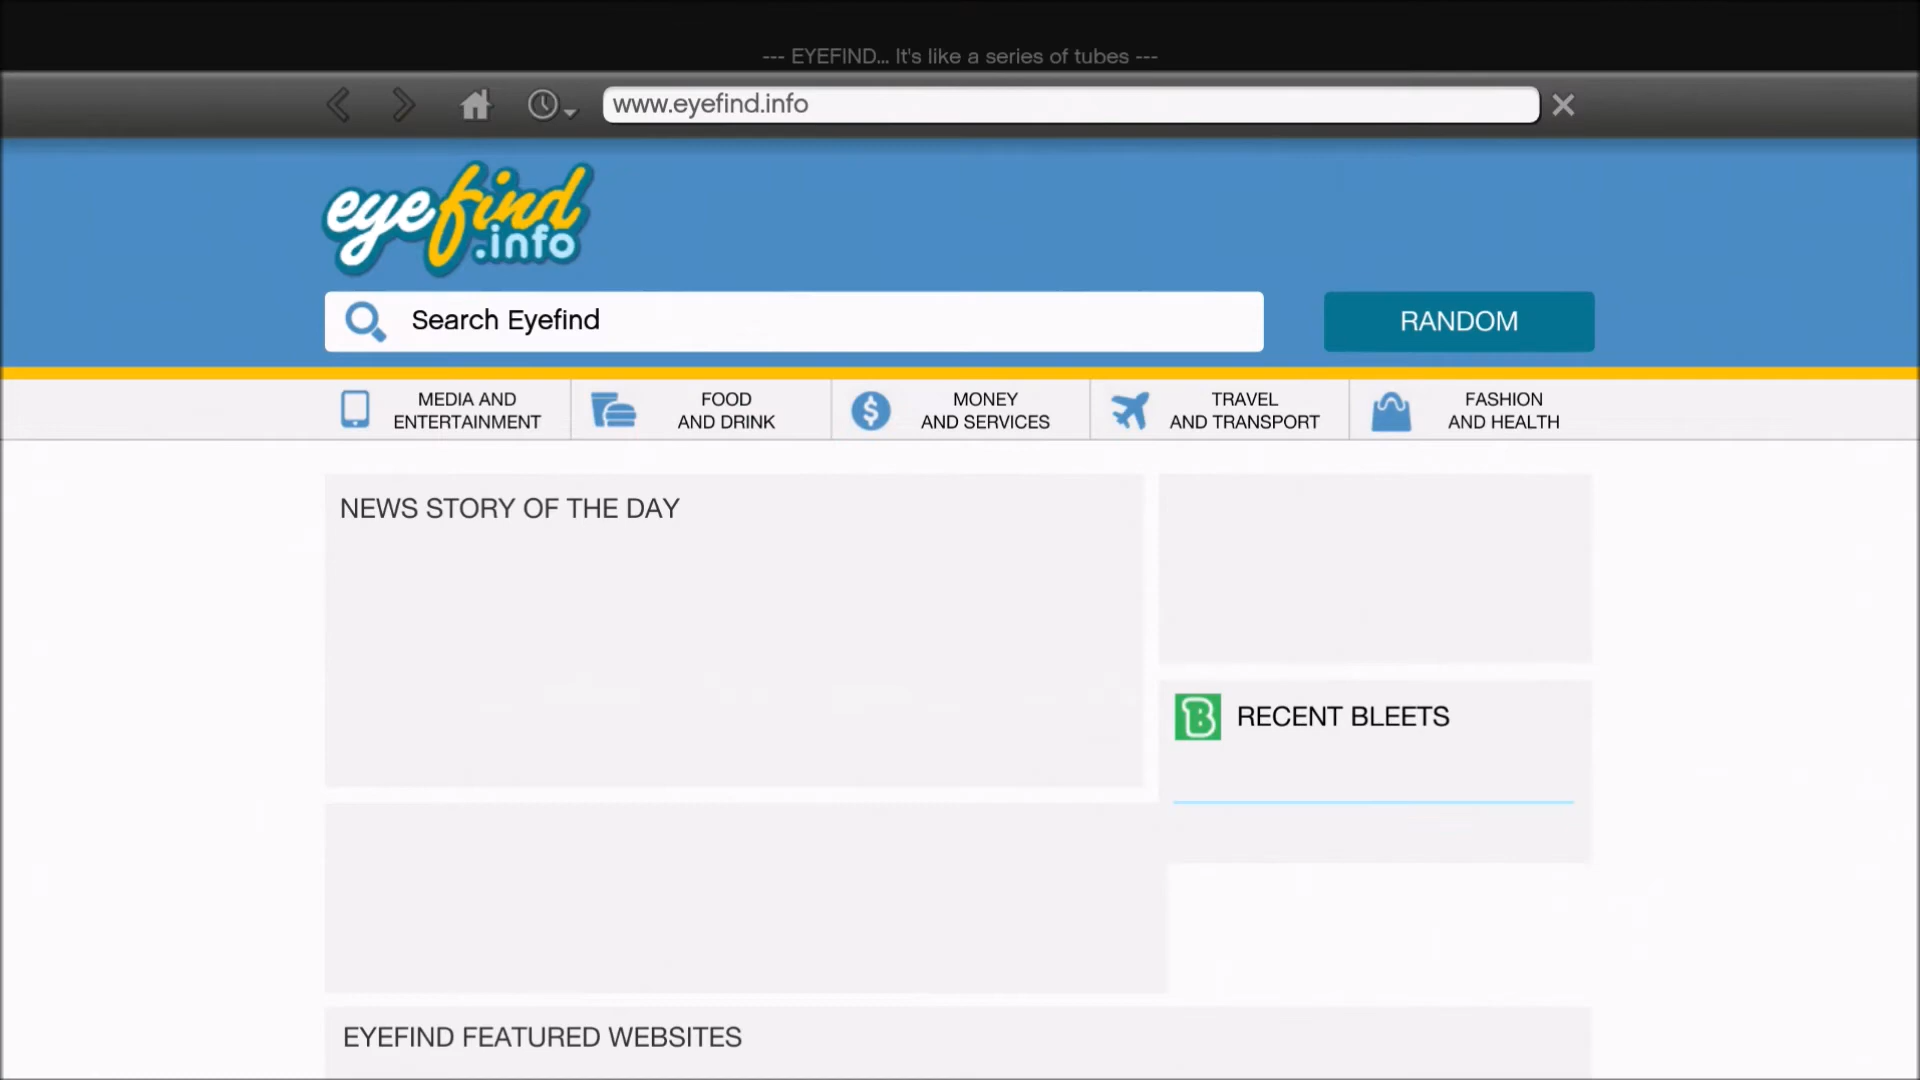 --- EYEFIND... It's like a series of tubes ---
www.eyefind.info
eyefind
.info
Search Eyefind
RANDOM
MEDIA AND
ENTERTAINMENT
FOOD
AND DRINK
MONEY
AND SERVICES
TRAVEL
AND TRANSPORT
FASHION
AND HEALTH
NEWS STORY OF THE DAY
B
RECENT BLEETS
EYEFIND FEATURED WEBSITES